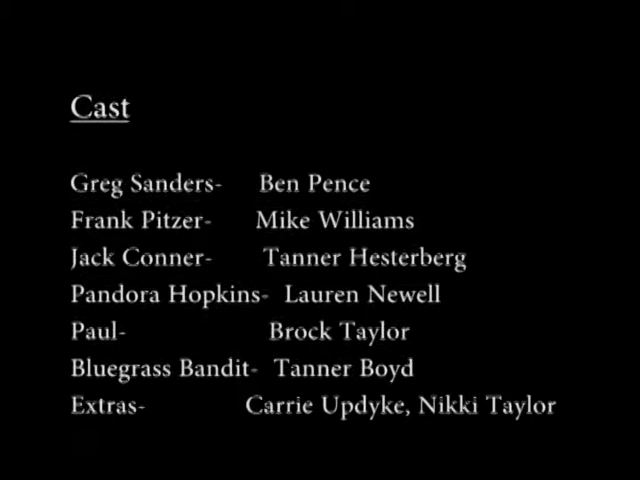 Cast
Greg Sanders- Ben Pence
Frank Pitzer- Mike Williams
Jack Conner- Tanner Hesterberg
Pandora Hopkins- Lauren Newell
Paul- Brock Taylor
Bluegrass Bandit- Tanner Boyd
Extras- Carrie Updyke, Nikki Taylor